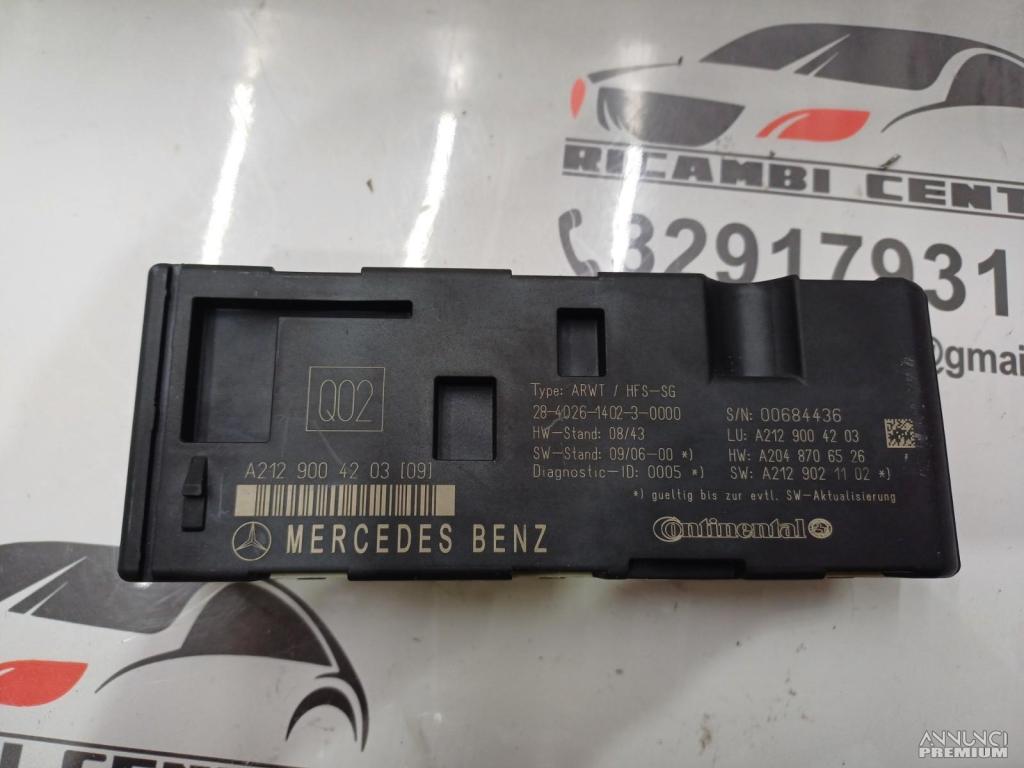 RICAMBI CENT
32917931
@gmai
Q02
A212 900 42 03 [09]
MERCEDES BENZ
Type: ARWT / HFS-SG
28-4026-1402-3-0000
HW-Stand: 08/43
SW-Stand: 09/06-00 *)
Diagnostic-ID: 0005 *)
S/N: 00684436
LU: A212 900 42 03
HW: A204 870 65 26
SW: A212 902 11 02 *)
*) gueltig bis zur evtl. SW-Aktualisierung
Continental
RICAMBI CENTER
ANNUNCI
PREMIUM